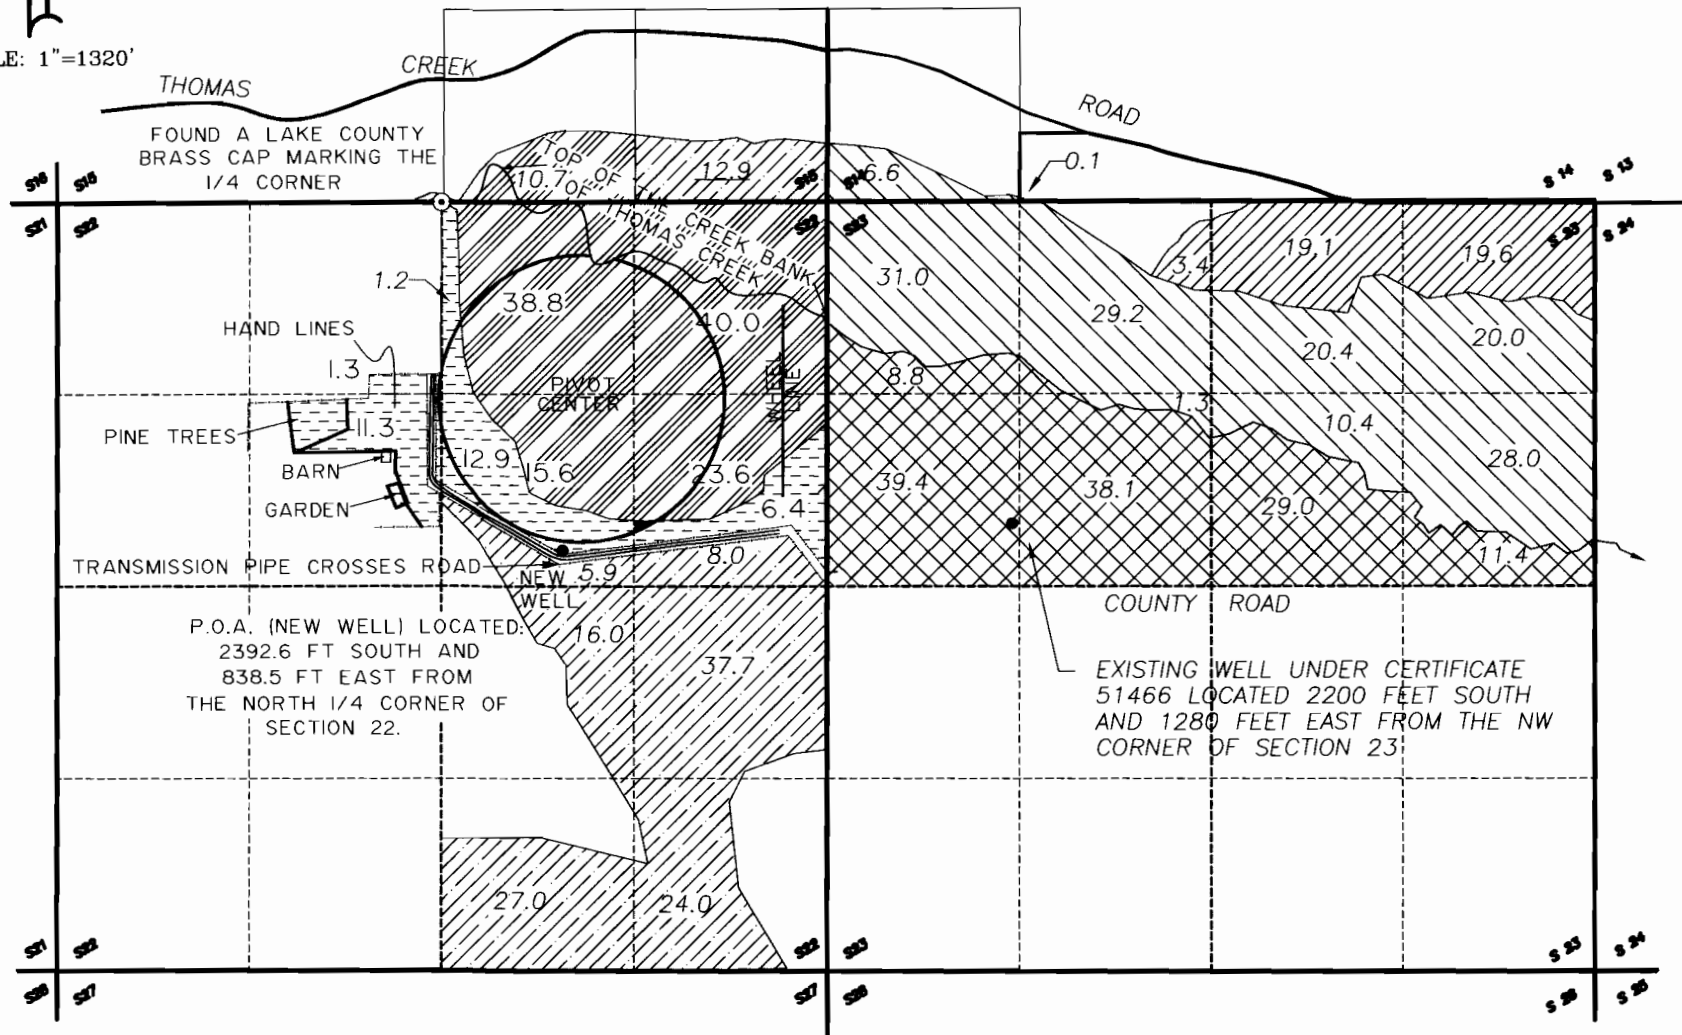 LE: 1"=1320'
THOMAS CREEK ROAD
FOUND A LAKE COUNTY
BRASS CAP MARKING THE
1/4 CORNER
0.1
12.9
10.7
6.6
TOP OF THE CREEK BANK
OF THOMAS CREEK
S16 S15
S21 S22
S15 S14
S22 S23
S 14 S 13
S 23 S 24
1.2
38.8
40.0
31.0
29.2
3.4
19.1
19.6
20.4
20.0
HAND LINES
1.3
PIVOT
CENTER
WHEEL
LINE
8.8
1.3
10.4
28.0
PINE TREES
11.3
BARN
12.9
15.6
23.6
39.4
38.1
29.0
GARDEN
6.4
8.0
11.4
TRANSMISSION PIPE CROSSES ROAD
NEW
WELL
5.9
COUNTY ROAD
P.O.A. (NEW WELL) LOCATED:
2392.6 FT SOUTH AND
838.5 FT EAST FROM
THE NORTH 1/4 CORNER OF
SECTION 22.
16.0
37.7
EXISTING WELL UNDER CERTIFICATE
51466 LOCATED 2200 FEET SOUTH
AND 1280 FEET EAST FROM THE NW
CORNER OF SECTION 23
27.0
24.0
S21 S22
S28 S27
S22 S23
S27 S26
S 23 S 24
S 26 S 25